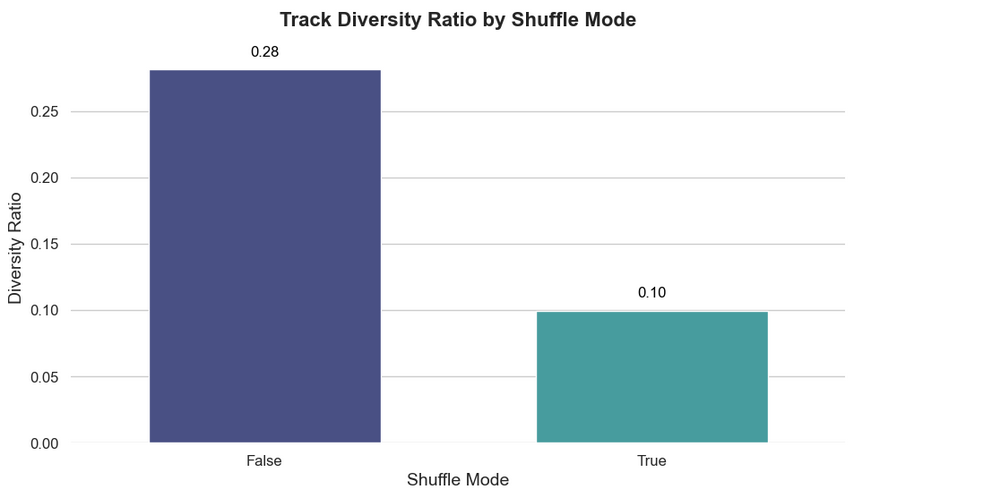 Track Diversity Ratio by Shuffle Mode
0.28
0.25
0.20
0.15
0.10
0.10
0.05
0.00
Diversity Ratio
False
True
Shuffle Mode